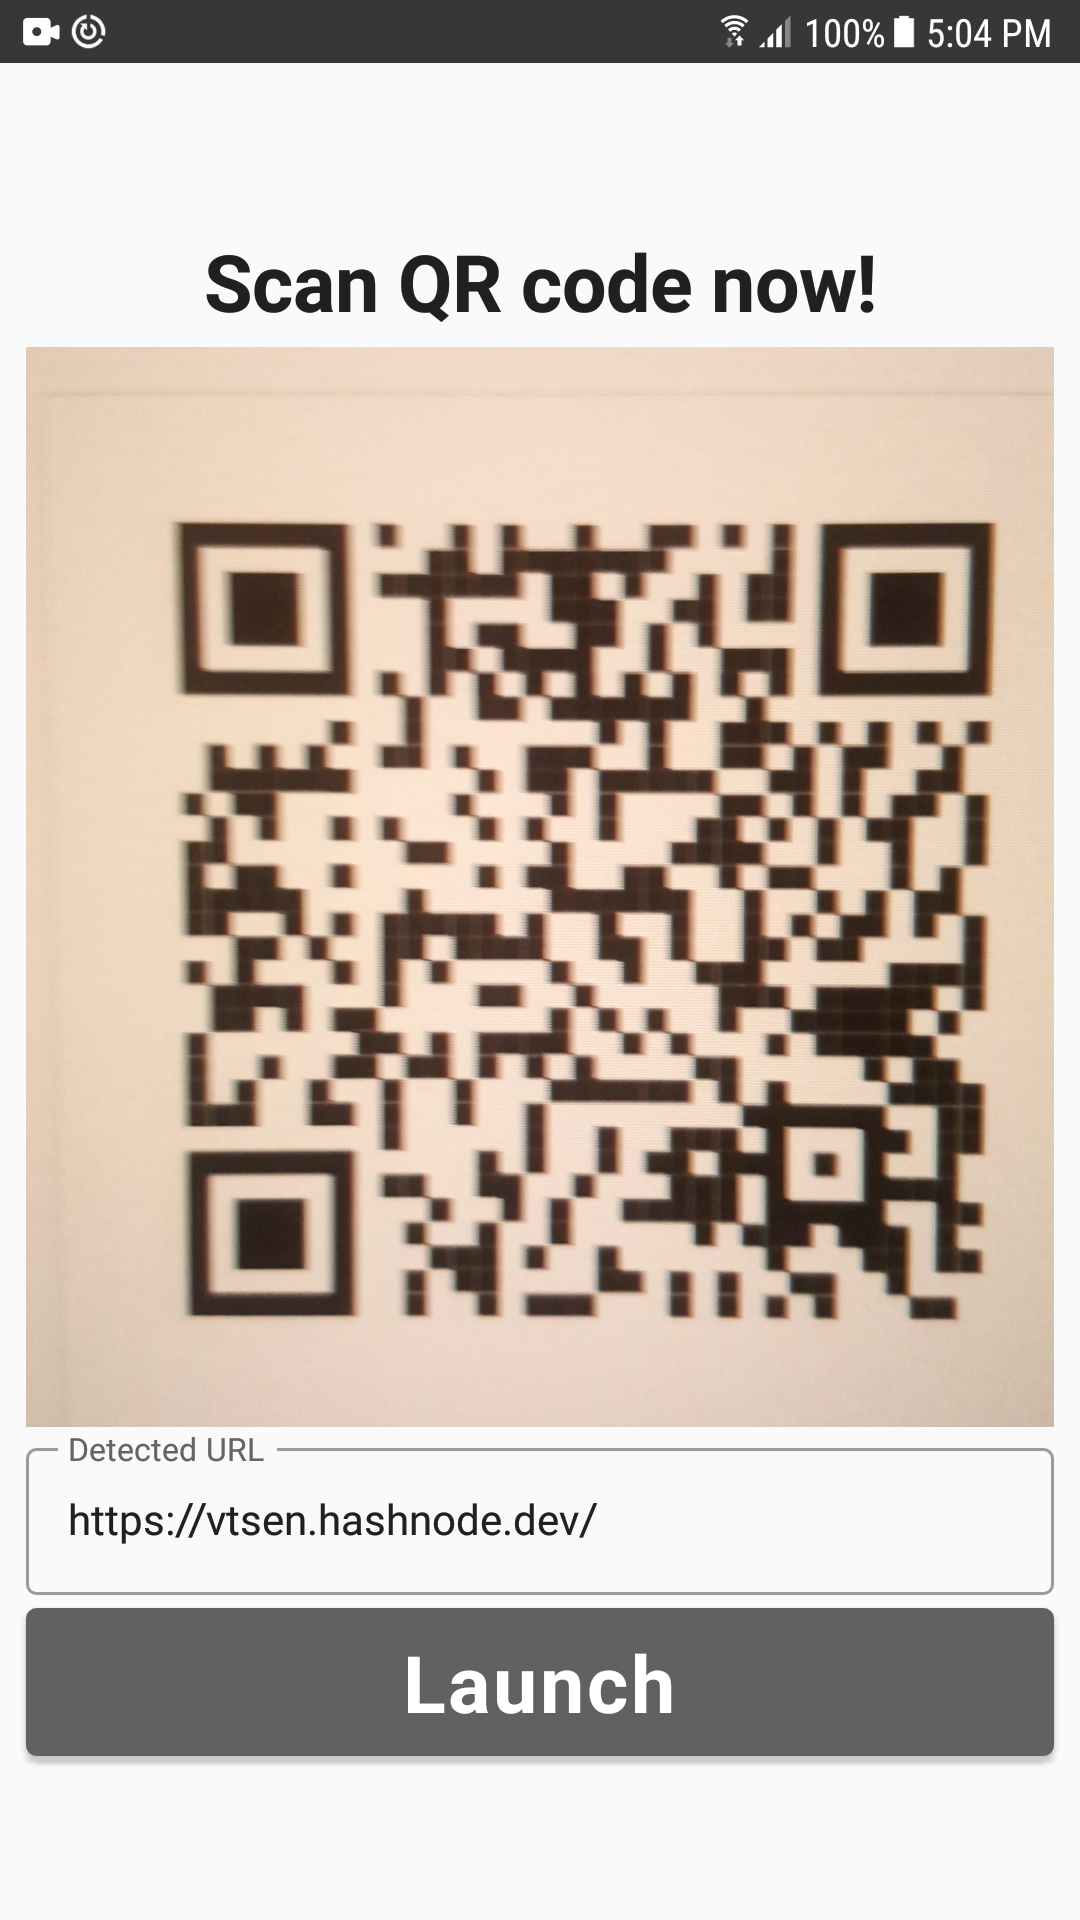 100% 5:04 PM
Scan QR code now!
Detected URL
https://vtsen.hashnode.dev/
Launch